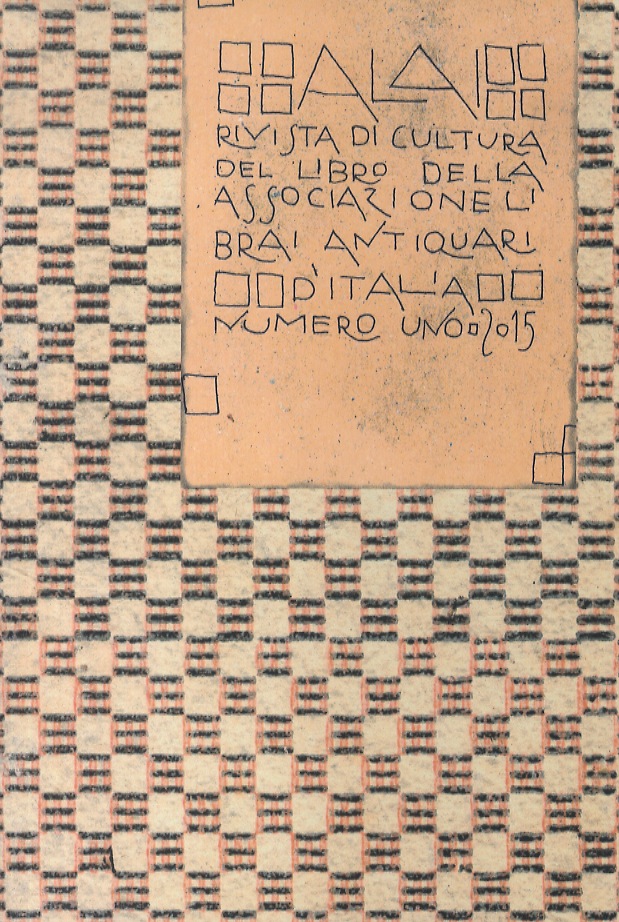 ALAI
RIVISTA DI CULTURA
DEL LIBRO DELLA
ASSOCIAZIONE LI
BRAI ANTIQUARI
D'ITALIA
NUMERO UNO 2015